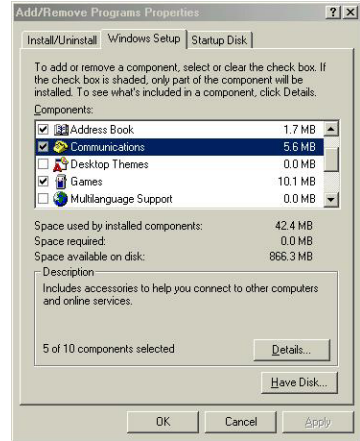 Add/Remove Programs Properties
Install/Uninstall Windows Setup Startup Disk
To add or remove a component, select or clear the check box. If
the check box is shaded, only part of the component will be
installed. To see what's included in a component, click Details.
Components:
Address Book 1.7 MB
Communications 5.6 MB
Desktop Themes 0.0 MB
Games 10.1 MB
Multilanguage Support 0.0 MB
Space used by installed components: 42.4 MB
Space required: 0.0 MB
Space available on disk: 866.3 MB
Description
Includes accessories to help you connect to other computers
and online services.
5 of 10 components selected Details...
Have Disk...
OK Cancel Apply